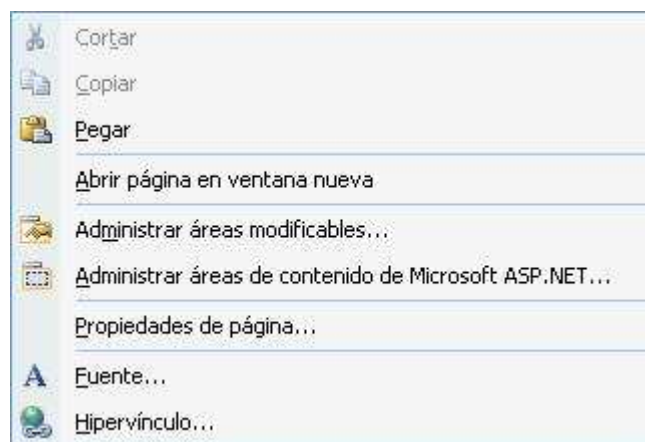 Cortar
Copiar
Pegar
Abrir página en ventana nueva
Administrar áreas modificables...
Administrar áreas de contenido de Microsoft ASP.NET...
Propiedades de página...
Fuente...
Hipervínculo...